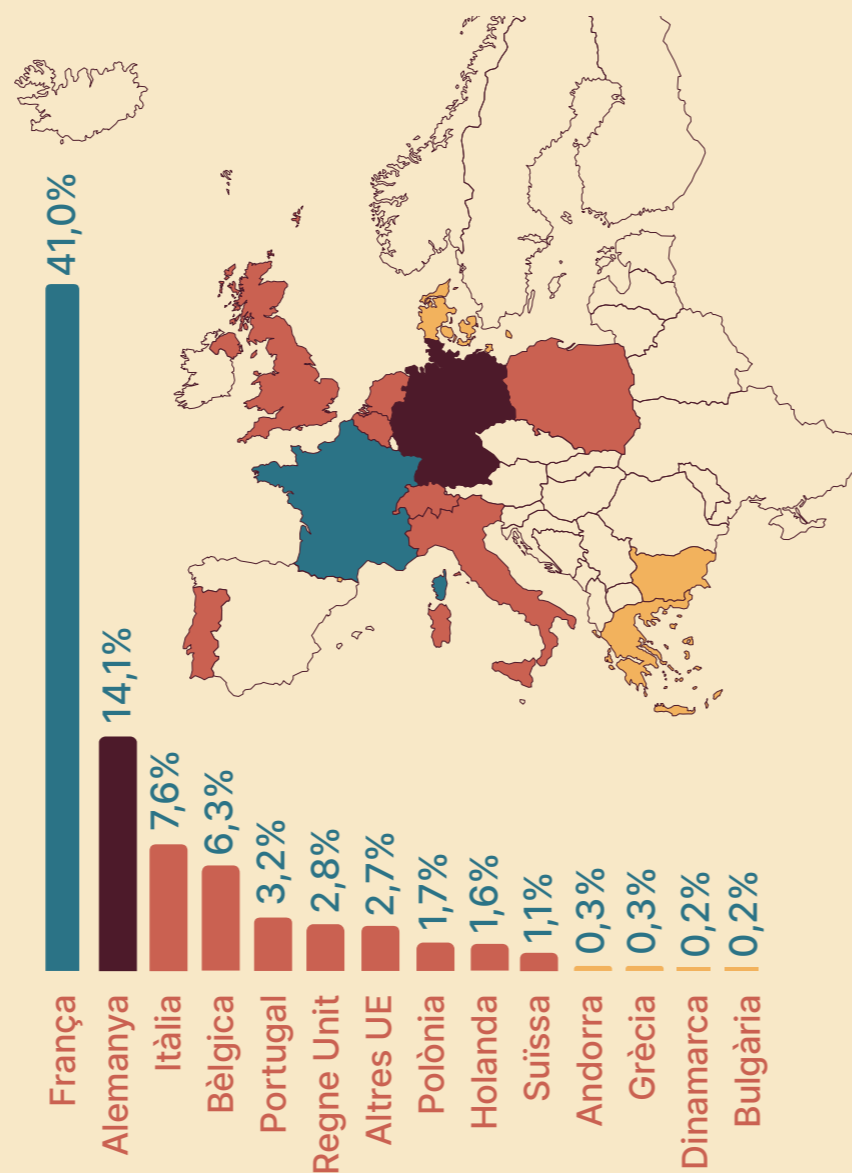 França 41,0%
Alemanya 14,1%
Itàlia 7,6%
Bèlgica 6,3%
Portugal 3,2%
Regne Unit 2,8%
Altres UE 2,7%
Polònia 1,7%
Holanda 1,6%
Suïssa 1,1%
Andorra 0,3%
Grècia 0,3%
Dinamarca 0,2%
Bulgària 0,2%